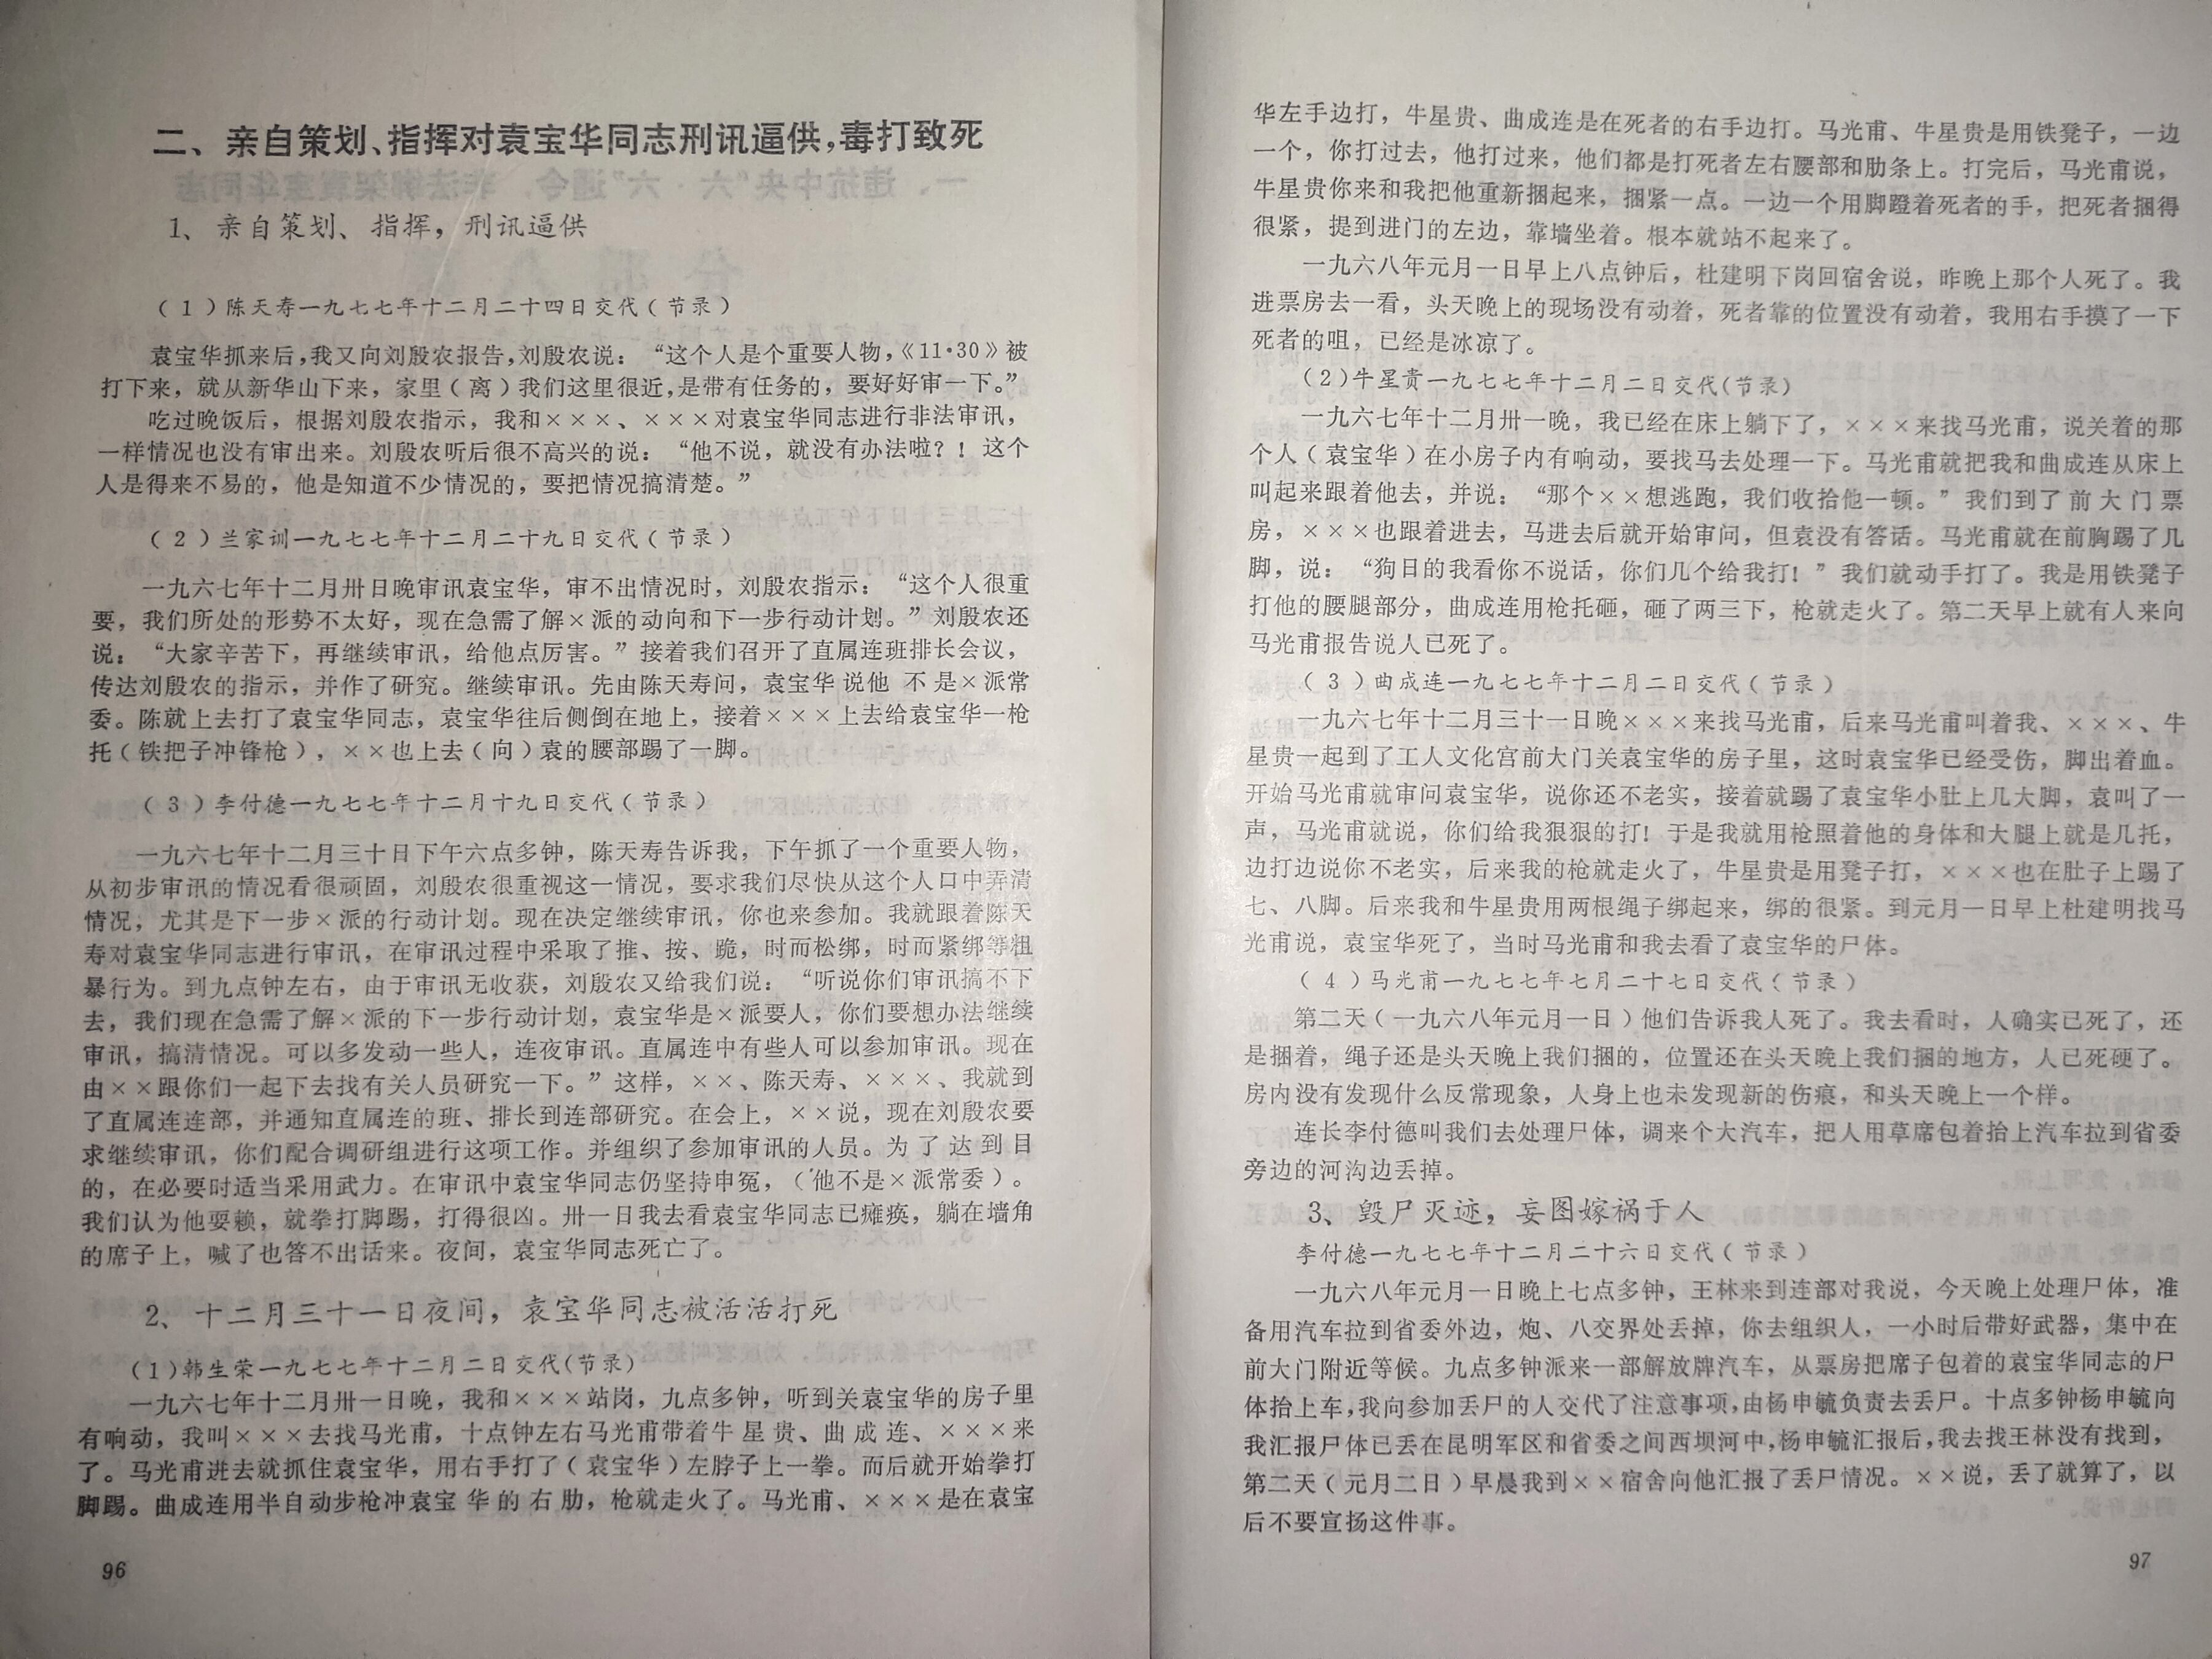 二、亲自策划、指挥对袁宝华同志刑讯逼供，毒打致死
1、亲自策划、指挥，刑讯逼供
（1）陈天寿一九七七年十二月二十四日交代（节录）
袁宝华抓来后，我又向刘殷农报告，刘殷农说：“这个人是个重要人物，《11·30》被
打下来，就从新华山下来，家里（离）我们这里很近，是带有任务的，要好好审一下。”
吃过晚饭后，根据刘殷农指示，我和×××、×××对袁宝华同志进行非法审讯，
一样情况也没有审出来。刘殷农听后很不高兴的说：“他不说，就没有办法啦？！这个
人是得来不易的，他是知道不少情况的，要把情况搞清楚。”
（2）兰家训一九七七年十二月二十九日交代（节录）
一九六七年十二月卅日晚审讯袁宝华，审不出情况时，刘殷农指示：“这个人很重
要，我们所处的形势不太好，现在急需了解×派的动向和下一步行动计划。”刘殷农还
说：“大家辛苦下，再继续审讯，给他点厉害。”接着我们召开了直属连班排长会议，
传达刘殷农的指示，并作了研究。继续审讯。先由陈天寿问，袁宝华说他不是×派常
委。陈就上去打了袁宝华同志，袁宝华往后侧倒在地上，接着×××上去给袁宝华一枪
托（铁把子冲锋枪），××也上去（向）袁的腰部踢了一脚。
（3）李付德一九七七年十二月十九日交代（节录）
一九六七年十二月三十日下午六点多钟，陈天寿告诉我，下午抓了一个重要人物，
从初步审讯的情况看很顽固，刘殷农很重视这一情况，要求我们尽快从这个人口中弄清
情况，尤其是下一步×派的行动计划。现在决定继续审讯，你也来参加。我就跟着陈天
寿对袁宝华同志进行审讯，在审讯过程中采取了推、按、跪，时而松绑，时而紧绑等粗
暴行为。到九点钟左右，由于审讯无收获，刘殷农又给我们说：“听说你们审讯搞不下
去，我们现在急需了解×派的下一步行动计划，袁宝华是×派要人，你们要想办法继续
审讯，搞清情况。可以多发动一些人，连夜审讯。直属连中有些人可以参加审讯。现在
由××跟你们一起下去找有关人员研究一下。”这样，××、陈天寿、×××、我就到
了直属连连部，并通知直属连的班、排长到连部研究。在会上，××说，现在刘殷农要
求继续审讯，你们配合调研组进行这项工作。并组织了参加审讯的人员。为了达到目
的，在必要时适当采用武力。在审讯中袁宝华同志仍坚持申冤，（他不是×派常委）。
我们认为他耍赖，就拳打脚踢，打得很凶。卅一日我去看袁宝华同志已瘫痪，躺在墙角
的席子上，喊了也答不出话来。夜间，袁宝华同志死亡了。
2、十二月三十一日夜间，袁宝华同志被活活打死
（1）韩生荣一九七七年十二月二日交代（节录）
一九六七年十二月卅一日晚，我和×××站岗，九点多钟，听到关袁宝华的房子里
有响动，我叫×××去找马光甫，十点钟左右马光甫带着牛星贵、曲成连、×××来
了。马光甫进去就抓住袁宝华，用右手打了（袁宝华）左脖子上一拳。而后就开始拳打
脚踢。曲成连用半自动步枪冲袁宝华的右肋，枪就走火了。马光甫、×××是在袁宝
96
华左手边打，牛星贵、曲成连是在死者的右手边打。马光甫、牛星贵是用铁凳子，一边
一个，你打过去，他打过来，他们都是打死者左右腰部和肋条上。打完后，马光甫说，
牛星贵你来和我把他重新捆起来，捆紧一点。一边一个用脚蹬着死者的手，把死者捆得
很紧，提到进门的左边，靠墙坐着。根本就站不起来了。
一九六八年元月一日早上八点钟后，杜建明下岗回宿舍说，昨晚上那个人死了。我
进票房去一看，头天晚上的现场没有动着，死者靠的位置没有动着，我用右手摸了一下
死者的咀，已经是冰凉了。
（2）牛星贵一九七七年十二月二日交代（节录）
一九六七年十二月卅一晚，我已经在床上躺下了，×××来找马光甫，说关着的那
个人（袁宝华）在小房子内有响动，要找马去处理一下。马光甫就把我和曲成连从床上
叫起来跟着他去，并说：“那个××想逃跑，我们收拾他一顿。”我们到了前大门票
房，×××也跟着进去，马进去后就开始审问，但袁没有答话。马光甫就在前胸踢了几
脚，说：“狗日的我看你不说话，你们几个给我打！”我们就动手打了。我是用铁凳子
打他的腰腿部分，曲成连用枪托砸，砸了两三下，枪就走火了。第二天早上就有人来向
马光甫报告说人已死了。
（3）曲成连一九七七年十二月二日交代（节录）
一九六七年十二月三十一日晚×××来找马光甫，后来马光甫叫着我、×××、牛
星贵一起到了工人文化宫前大门关袁宝华的房子里，这时袁宝华已经受伤，脚出着血。
开始马光甫就审问袁宝华，说你还不老实，接着就踢了袁宝华小肚上几大脚，袁叫了一
声，马光甫就说，你们给我狠狠的打！于是我就用枪照着他的身体和大腿上就是几托，
边打边说你不老实，后来我的枪就走火了，牛星贵是用凳子打，×××也在肚子上踢了
七、八脚。后来我和牛星贵用两根绳子绑起来，绑的很紧。到元月一日早上杜建明找马
光甫说，袁宝华死了，当时马光甫和我去看了袁宝华的尸体。
（4）马光甫一九七七年七月二十七日交代（节录）
第二天（一九六八年元月一日）他们告诉我人死了。我去看时，人确实已死了，还
是捆着，绳子还是头天晚上我们捆的，位置还在头天晚上我们捆的地方，人已死硬了。
房内没有发现什么反常现象，人身上也未发现新的伤痕，和头天晚上一个样。
连长李付德叫我们去处理尸体，调来个大汽车，把人用草席包着抬上汽车拉到省委
旁边的河沟边丢掉。
3、毁尸灭迹，妄图嫁祸于人
李付德一九七七年十二月二十六日交代（节录）
一九六八年元月一日晚上七点多钟，王林来到连部对我说，今天晚上处理尸体，准
备用汽车拉到省委外边，炮、八交界处丢掉，你去组织人，一小时后带好武器，集中在
前大门附近等候。九点多钟派来一部解放牌汽车，从票房把席子包着的袁宝华同志的尸
体抬上车，我向参加丢尸的人交代了注意事项，由杨申毓负责去丢尸。十点多钟杨申毓向
我汇报尸体已丢在昆明军区和省委之间西坝河中，杨申毓汇报后，我去找王林没有找到，
第二天（元月二日）早晨我到××宿舍向他汇报了丢尸情况。××说，丢了就算了，以
后不要宣扬这件事。
97